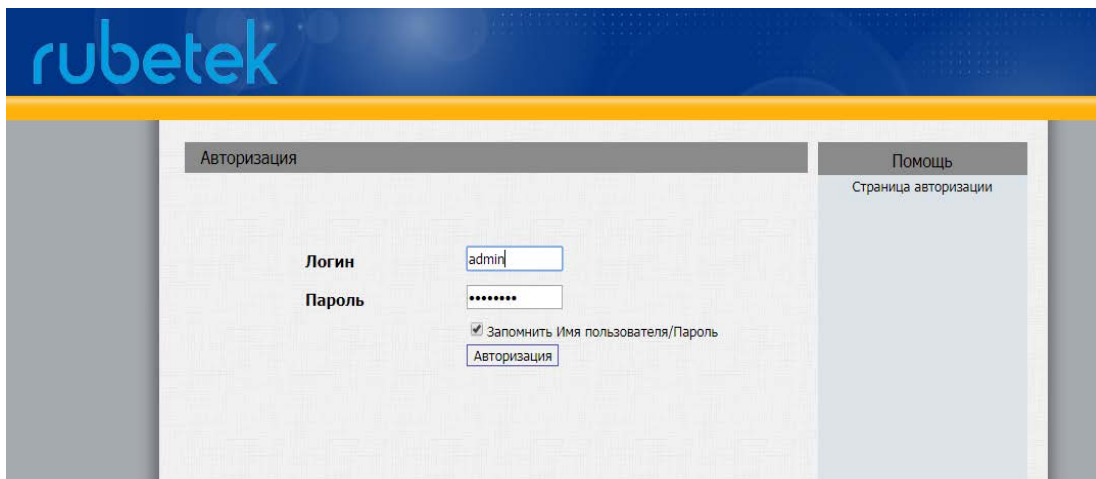 rubetek
Авторизация
Помощь
Страница авторизации
Логин
admin
Пароль
••••••••
Запомнить Имя пользователя/Пароль
Авторизация